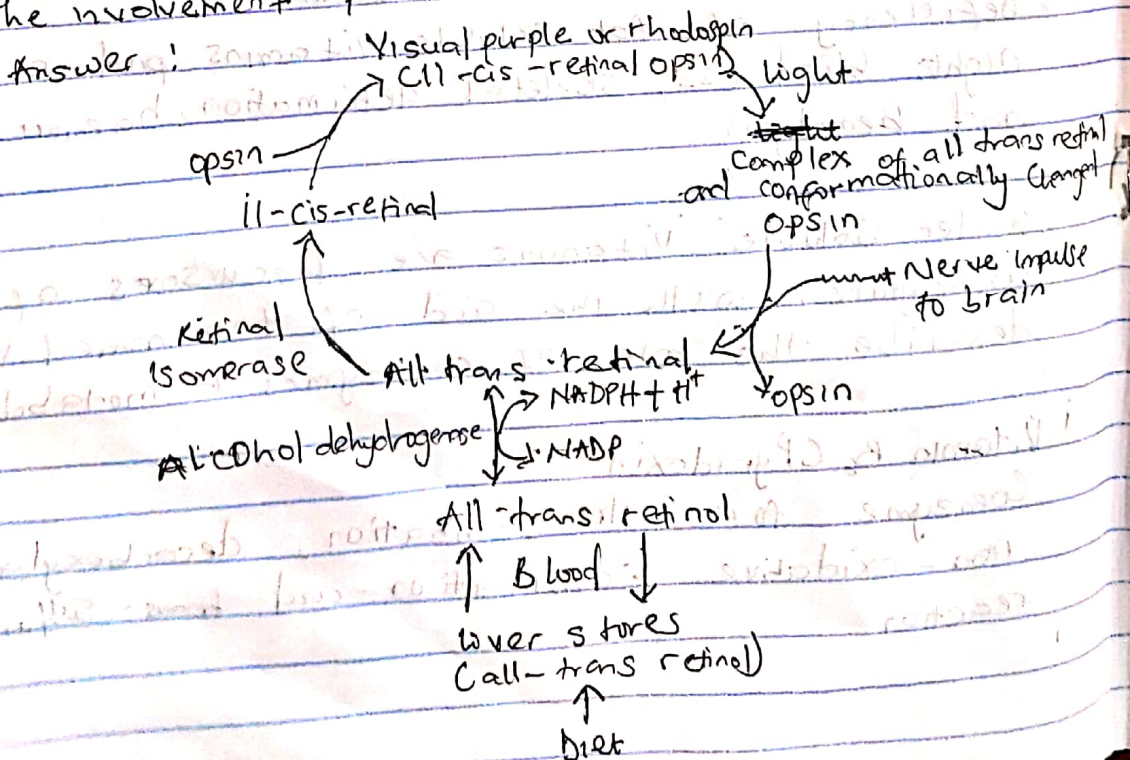 he involvement
Answer:
Visual purple or rhodospin
C11-cis-retinal opsin)
light
opsin
Complex of all trans retinal
and conformationally changed
opsin
11-cis-retinal
Nerve impulse
to brain
Retinal
isomerase
All trans-retinal
NADPH + H+
opsin
Alcohol dehydrogenase
NADP
All-trans retinol
Blood
liver stores
(all-trans retinol)
Diet